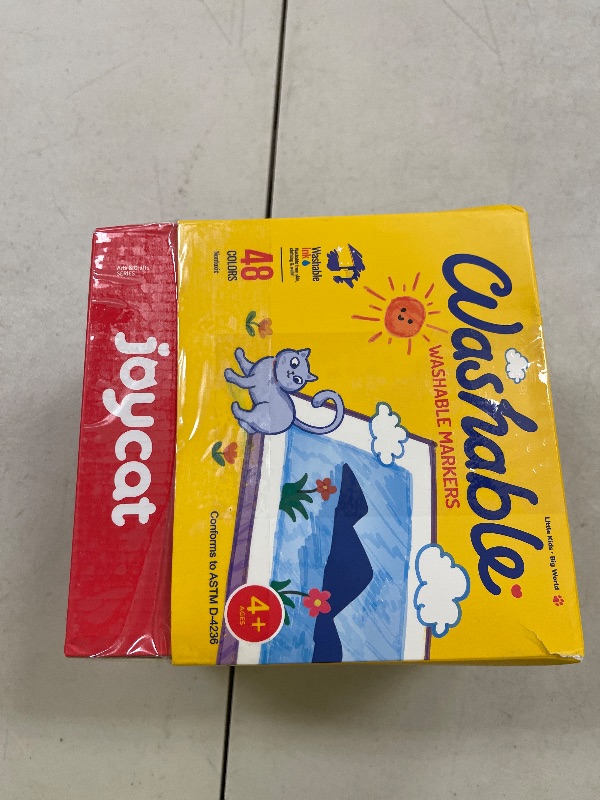 Washable
WASHABLE MARKERS
Little Kids · Big World
Washable
Ink
48
COLORS
Nontoxic
4+
AGES
Conforms to ASTM D-4236
Arts & Crafts
SERIES
joycat